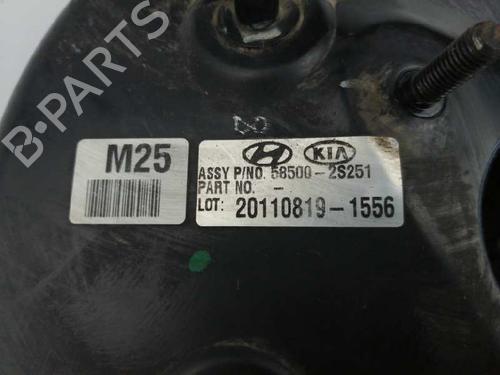 B-PARTS
M25
KIA
ASSY P/NO. 58500-2S251
PART NO. -
LOT: 20110819-1556